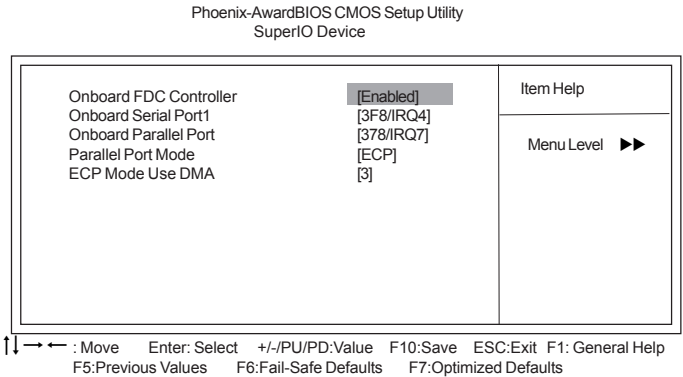 Phoenix-AwardBIOS CMOS Setup Utility
SuperIO Device
Onboard FDC Controller [Enabled]
Onboard Serial Port1 [3F8/IRQ4]
Onboard Parallel Port [378/IRQ7]
Parallel Port Mode [ECP]
ECP Mode Use DMA [3]
Item Help
Menu Level ▶▶
↑↓→← : Move Enter: Select +/-/PU/PD:Value F10:Save ESC:Exit F1: General Help
F5:Previous Values F6:Fail-Safe Defaults F7:Optimized Defaults